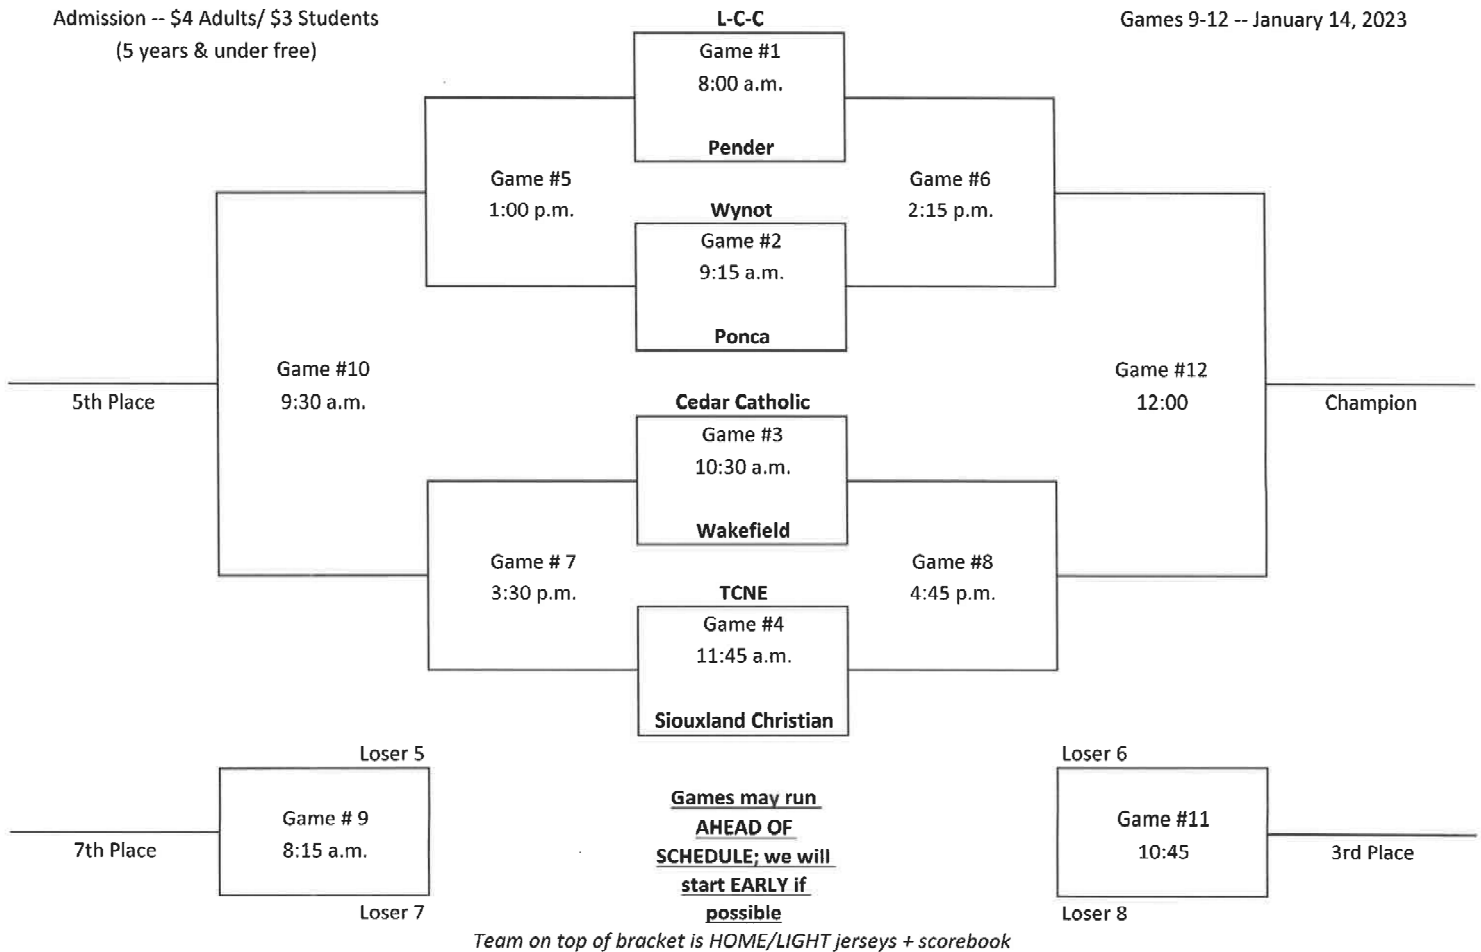 Admission -- $4 Adults/ $3 Students
(5 years & under free)
L-C-C
Games 9-12 -- January 14, 2023
Game #1
8:00 a.m.
Pender
Game #5
1:00 p.m.
Game #6
2:15 p.m.
Wynot
Game #2
9:15 a.m.
Ponca
Game #10
9:30 a.m.
5th Place
Game #12
12:00
Champion
Cedar Catholic
Game #3
10:30 a.m.
Wakefield
Game # 7
3:30 p.m.
Game #8
4:45 p.m.
TCNE
Game #4
11:45 a.m.
Siouxland Christian
Loser 5
Game # 9
8:15 a.m.
7th Place
Loser 7
Games may run
AHEAD OF
SCHEDULE; we will
start EARLY if
possible
Loser 6
Game #11
10:45
3rd Place
Loser 8
Team on top of bracket is HOME/LIGHT jerseys + scorebook